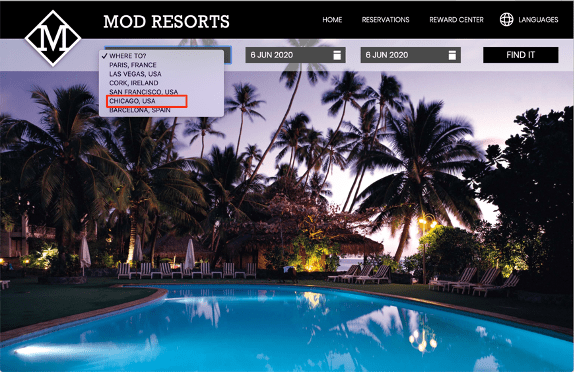 M
MOD RESORTS
HOME RESERVATIONS REWARD CENTER LANGUAGES
✓ WHERE TO? 6 JUN 2020 6 JUN 2020 FIND IT
PARIS, FRANCE
LAS VEGAS, USA
CORK, IRELAND
SAN FRANCISCO, USA
CHICAGO, USA
BARCELONA, SPAIN